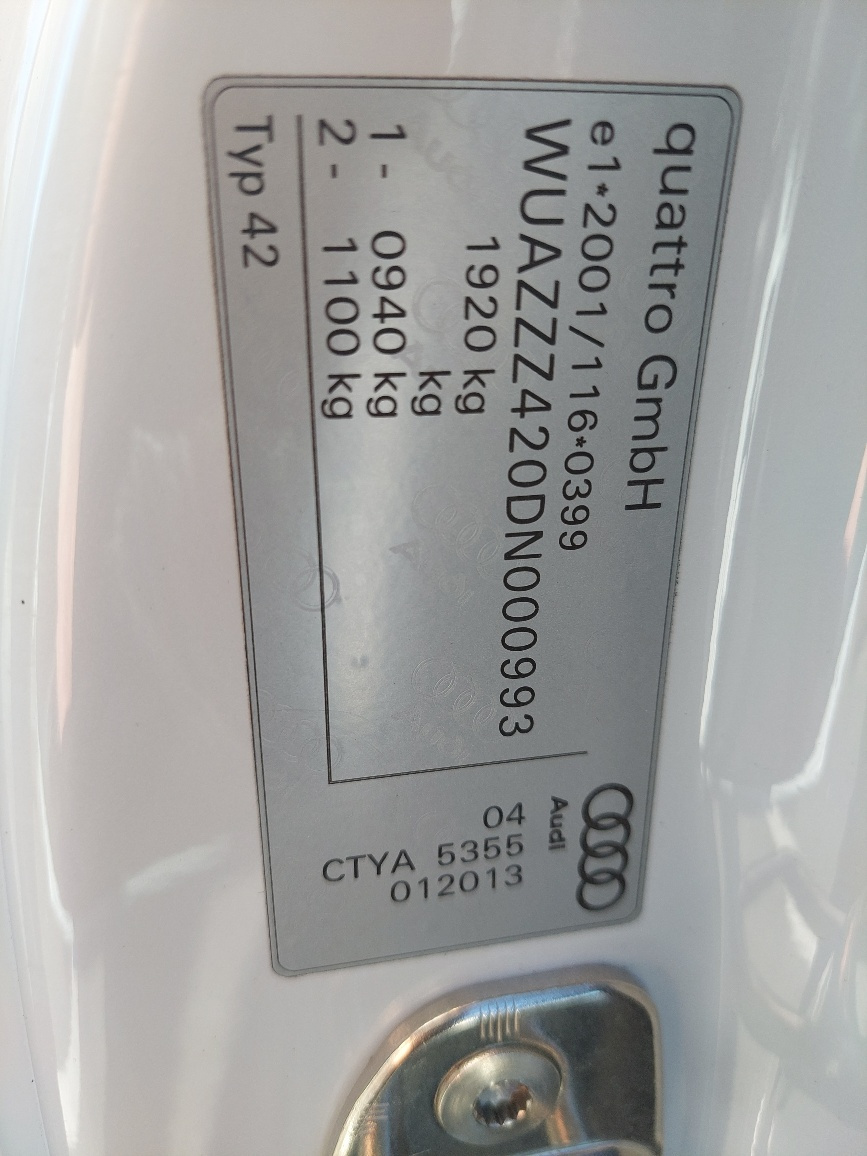 quattro GmbH
e1*2001/116*0399
WUAZZZ420DN000993
1920 kg
kg
1 - 0940 kg
2 - 1100 kg
Typ 42
Audi
04
5355
CTYA
012013